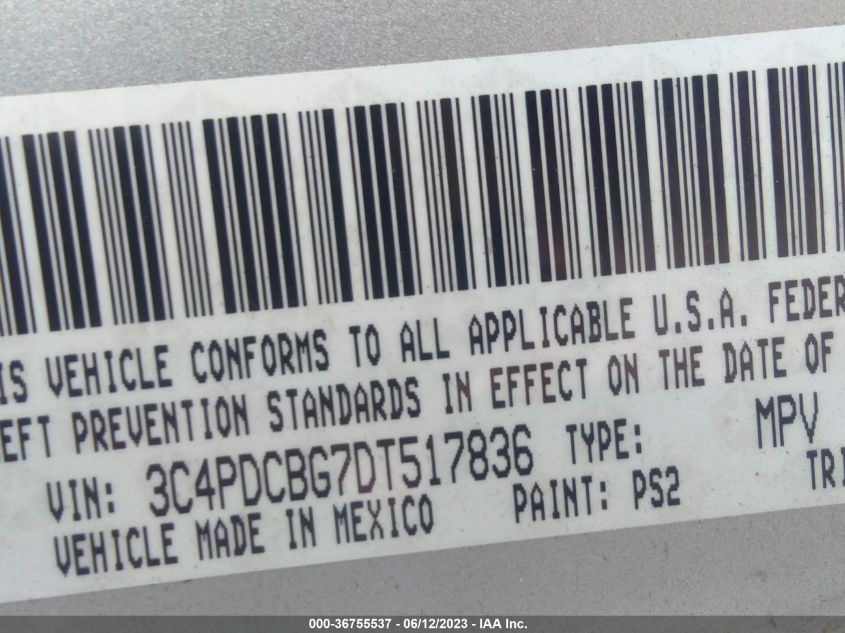 IS VEHICLE CONFORMS TO ALL APPLICABLE U.S.A. FEDER
EFT PREVENTION STANDARDS IN EFFECT ON THE DATE OF
VIN: 3C4PDCBG7DT517836 TYPE: MPV
VEHICLE MADE IN MEXICO PAINT: PS2 TRI
000-36755537 - 06/12/2023 - IAA Inc.